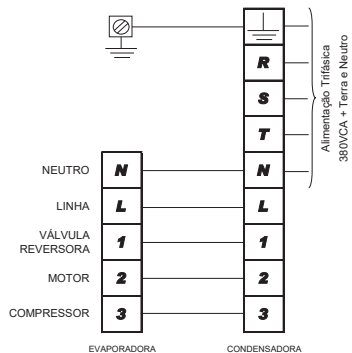 R
S
T
N
L
1
2
3
Alimentação Trifásica
380VCA + Terra e Neutro
NEUTRO
N
LINHA
L
VÁLVULA
REVERSORA
1
MOTOR
2
COMPRESSOR
3
EVAPORADORA
CONDENSADORA